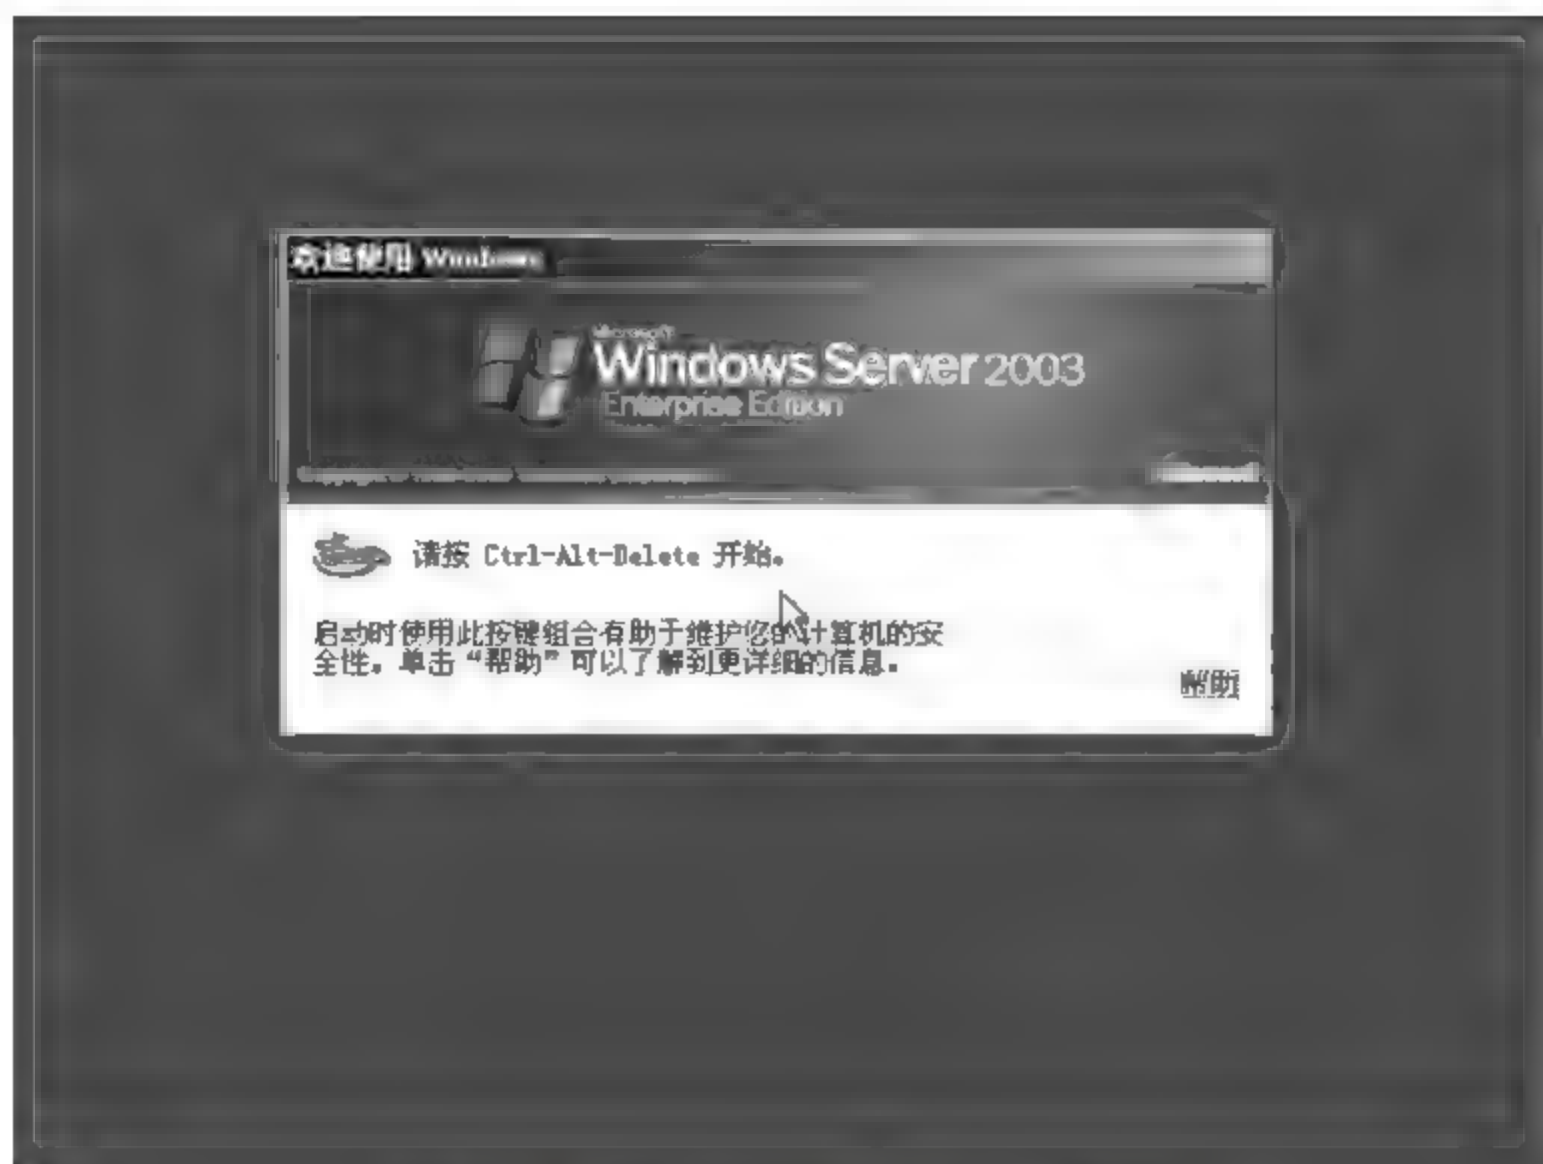 欢迎使用 Windows
Microsoft
Windows Server 2003
Enterprise Edition
请按 Ctrl-Alt-Delete 开始。
启动时使用此按键组合有助于维护您的计算机的安
全性。单击“帮助”可以了解到更详细的信息。
帮助